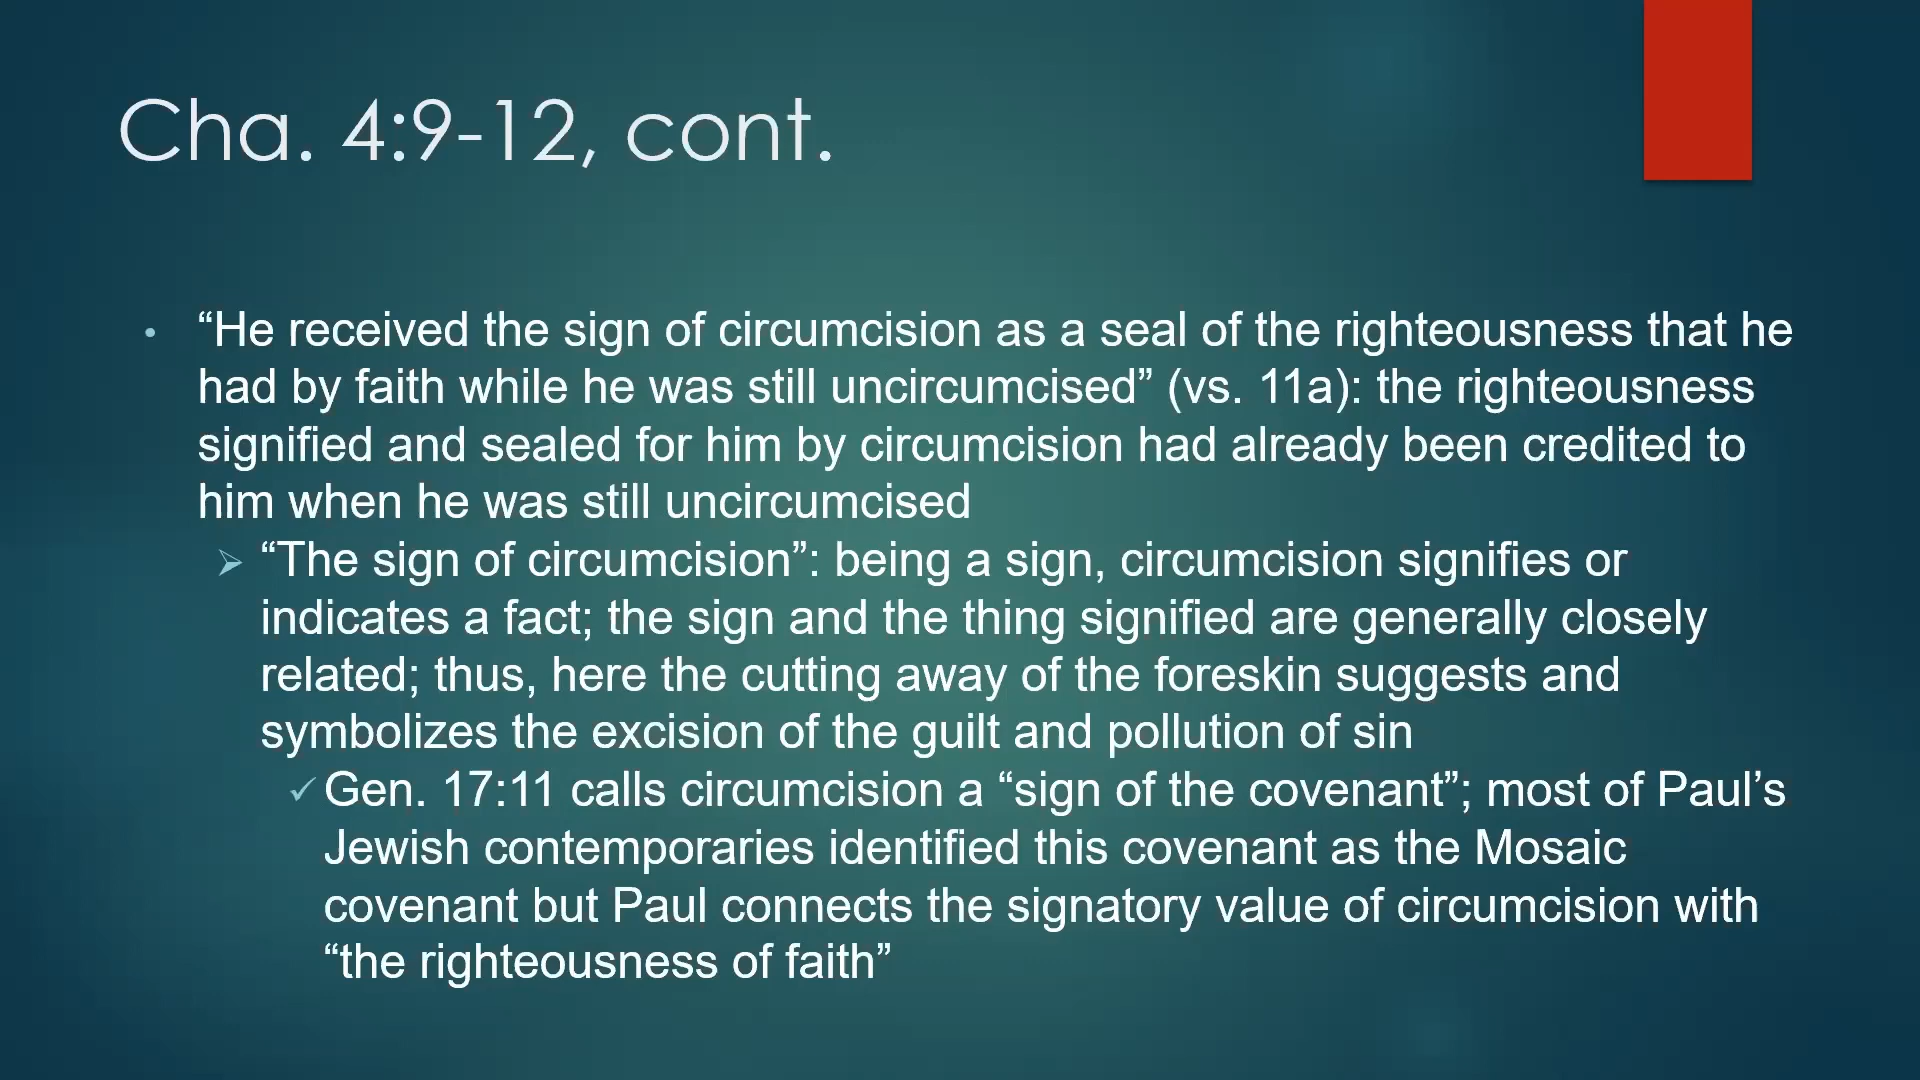 Cha. 4:9-12, cont.
• “He received the sign of circumcision as a seal of the righteousness that he
had by faith while he was still uncircumcised” (vs. 11a): the righteousness
signified and sealed for him by circumcision had already been credited to
him when he was still uncircumcised
➢ “The sign of circumcision”: being a sign, circumcision signifies or
indicates a fact; the sign and the thing signified are generally closely
related; thus, here the cutting away of the foreskin suggests and
symbolizes the excision of the guilt and pollution of sin
✓ Gen. 17:11 calls circumcision a “sign of the covenant”; most of Paul’s
Jewish contemporaries identified this covenant as the Mosaic
covenant but Paul connects the signatory value of circumcision with
“the righteousness of faith”